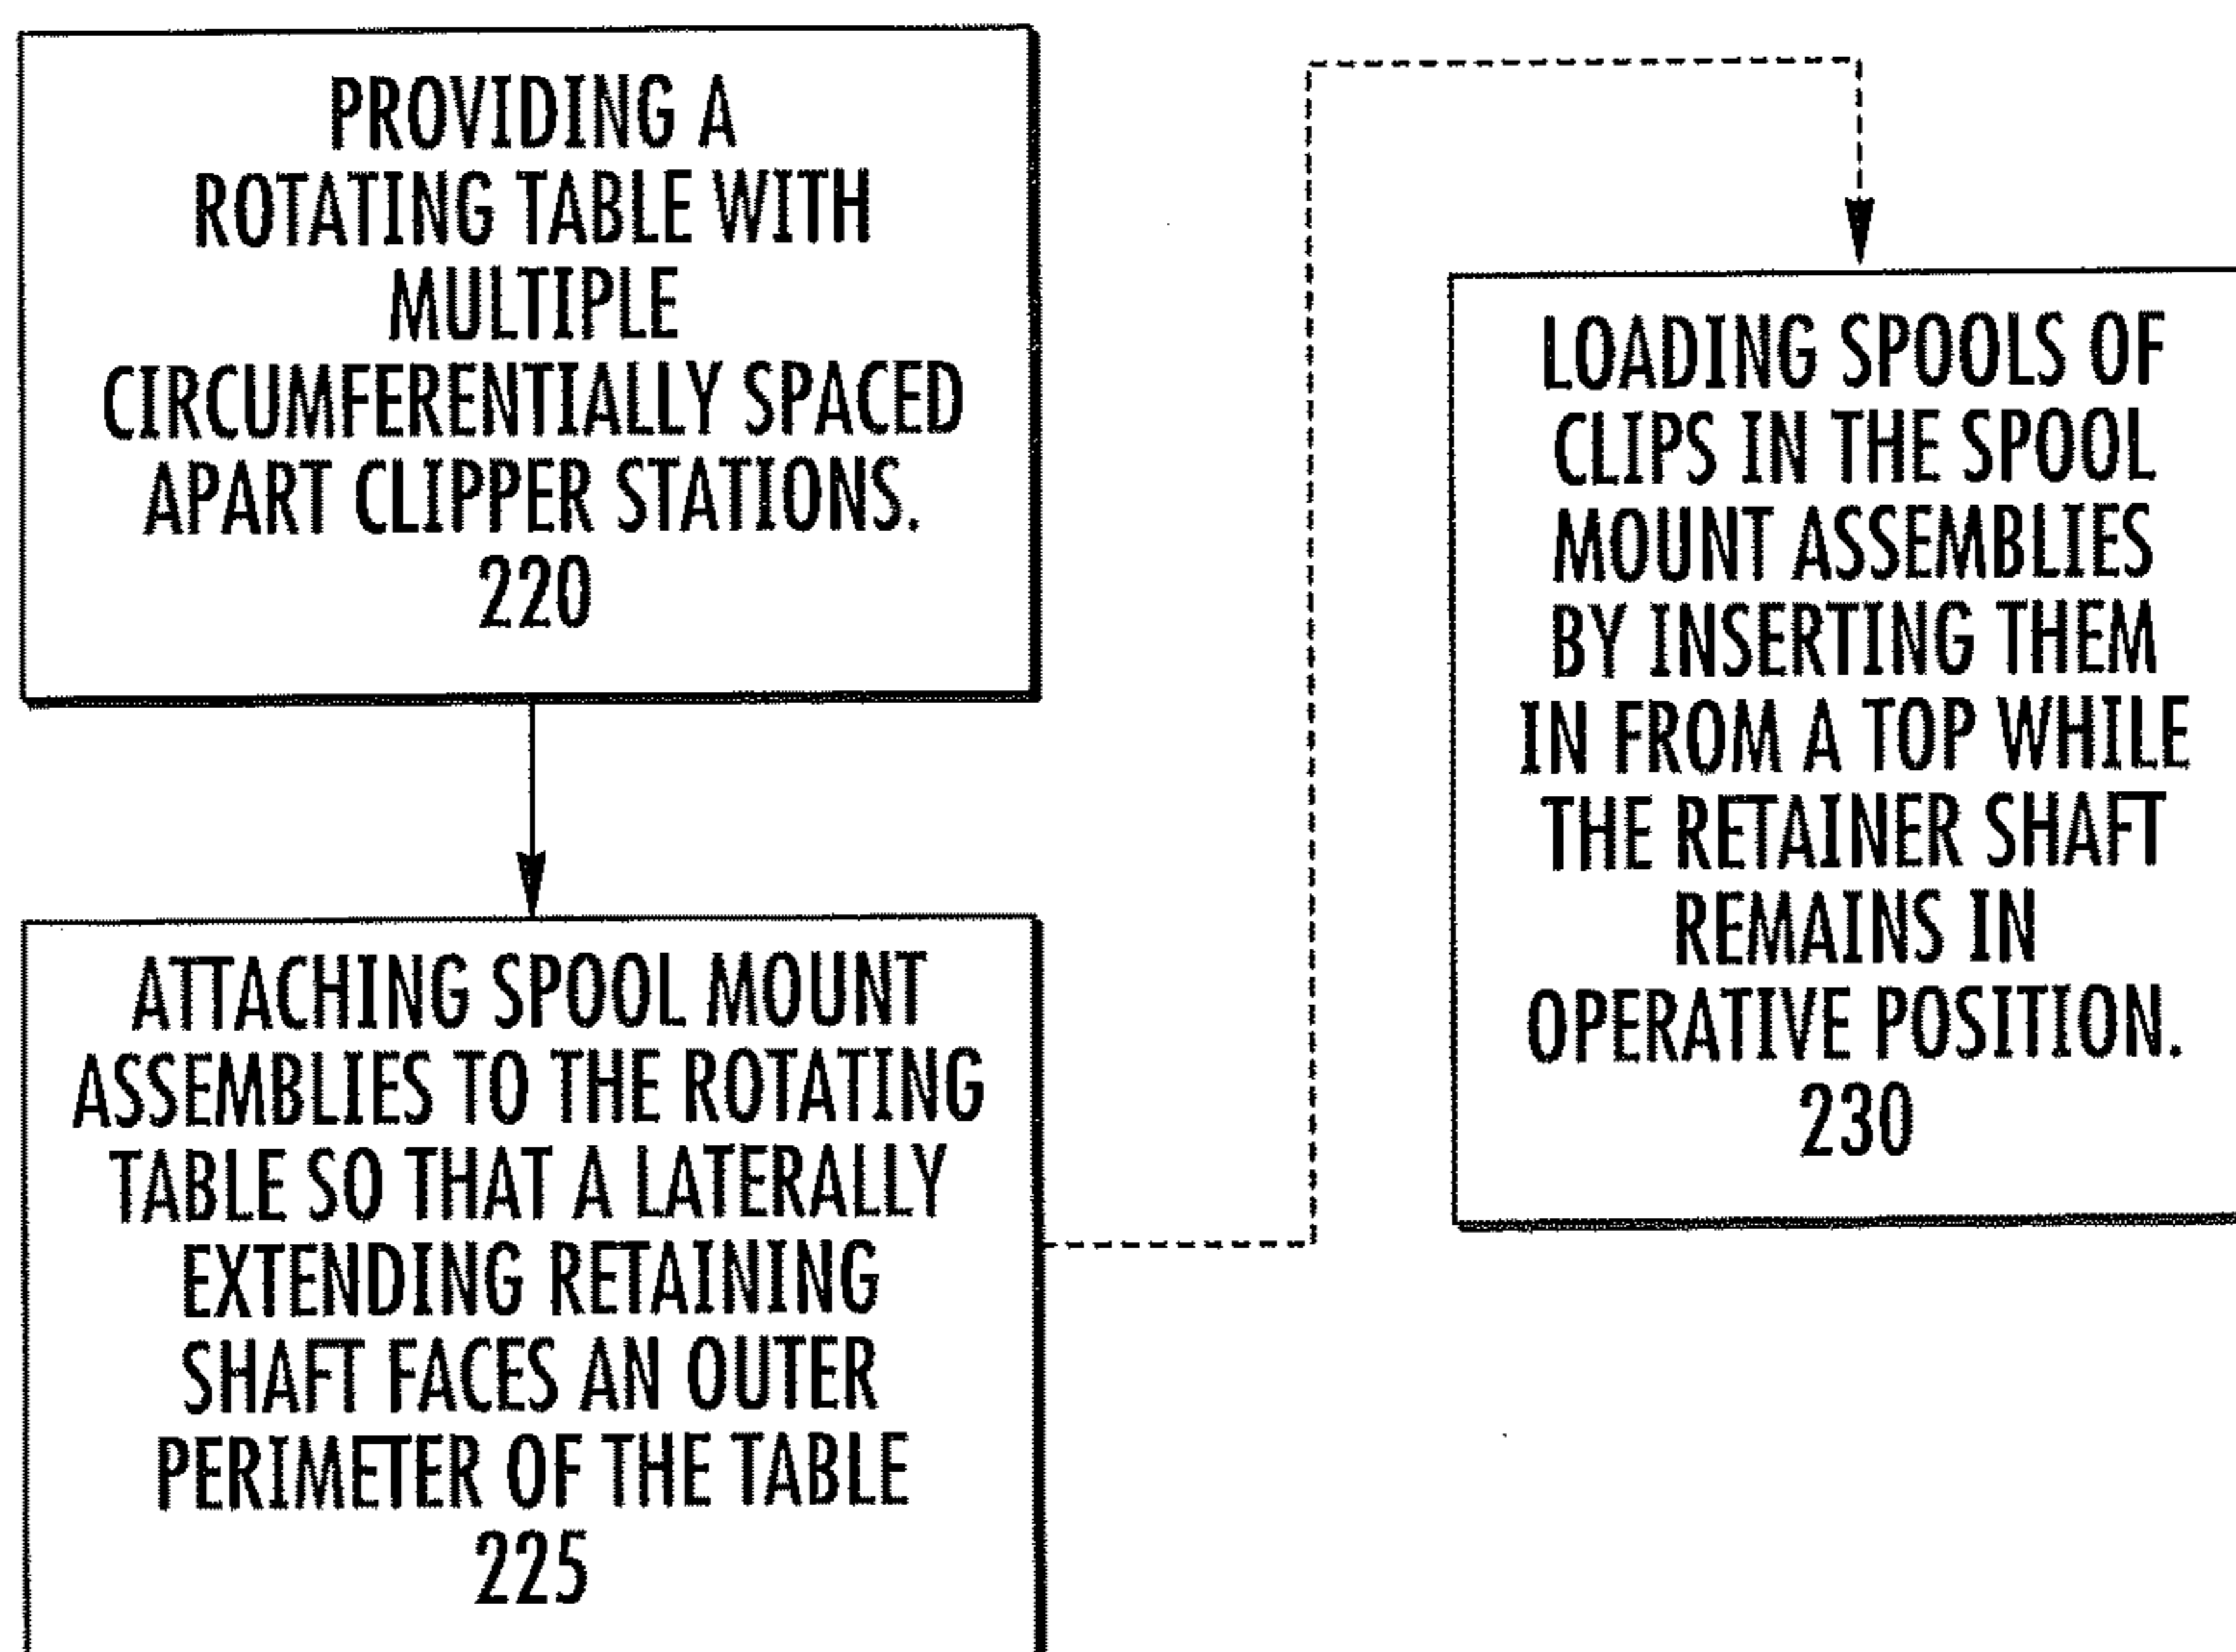 PROVIDING A
ROTATING TABLE WITH
MULTIPLE
CIRCUMFERENTIALLY SPACED
APART CLIPPER STATIONS.
220
ATTACHING SPOOL MOUNT
ASSEMBLIES TO THE ROTATING
TABLE SO THAT A LATERALLY
EXTENDING RETAINING
SHAFT FACES AN OUTER
PERIMETER OF THE TABLE
225
LOADING SPOOLS OF
CLIPS IN THE SPOOL
MOUNT ASSEMBLIES
BY INSERTING THEM
IN FROM A TOP WHILE
THE RETAINER SHAFT
REMAINS IN
OPERATIVE POSITION.
230